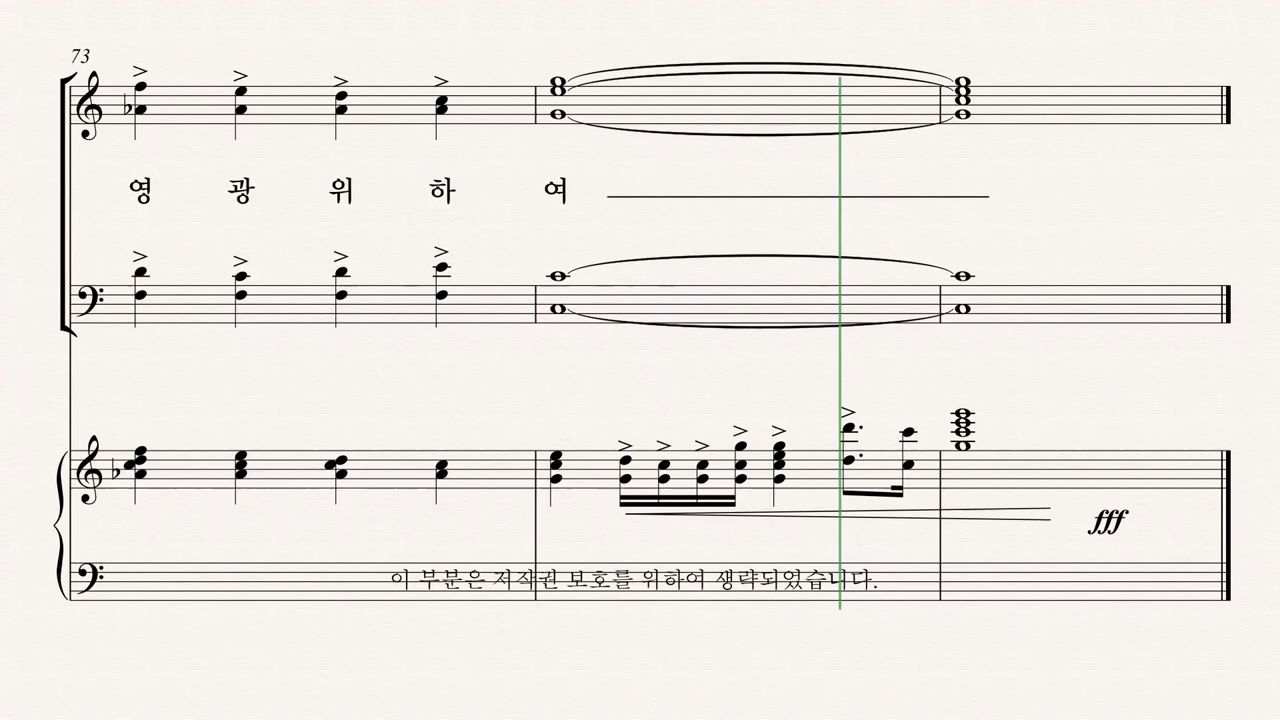 73
영 광 위 하 여
fff
이 부분은 저작권 보호를 위하여 생략되었습니다.